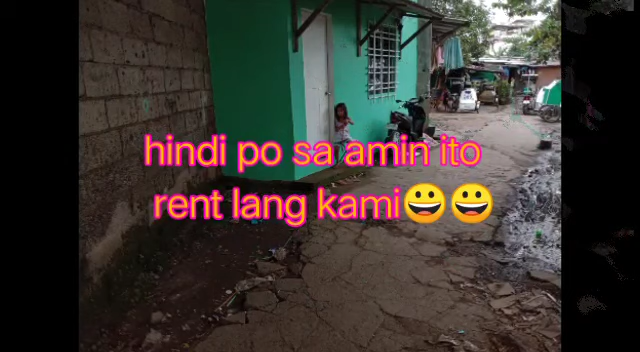 hindi po sa amin ito
rent lang kami😀😀